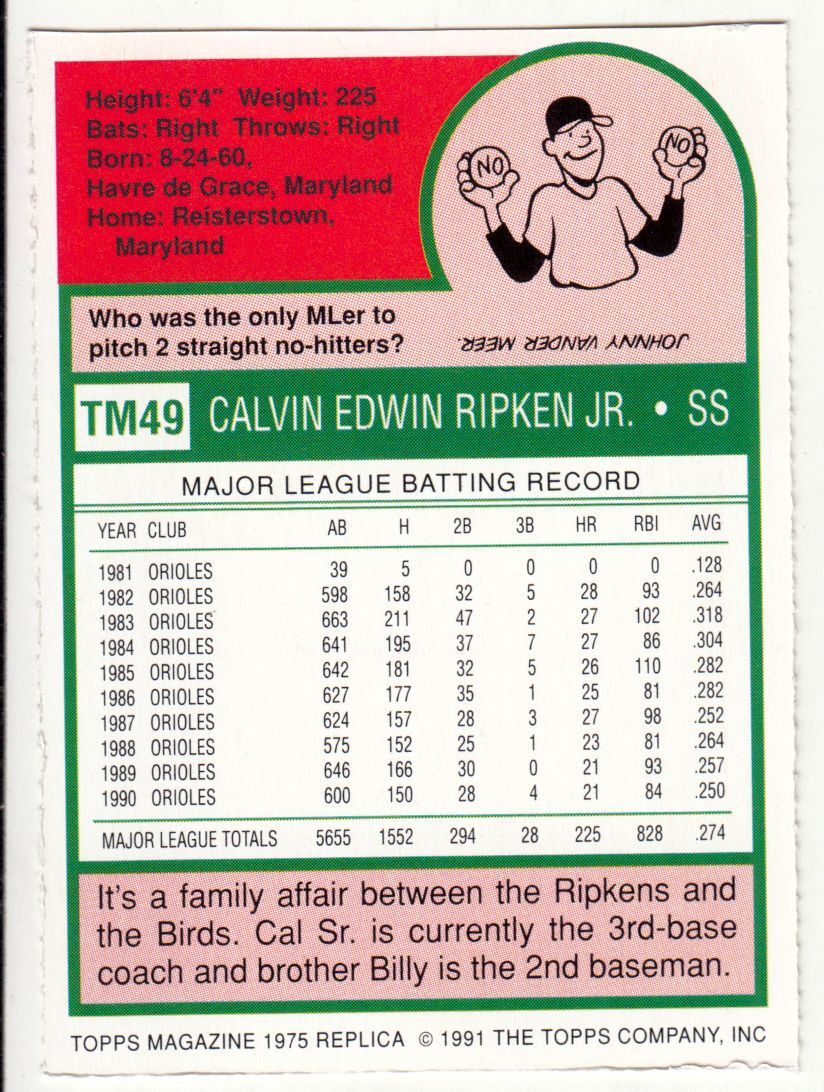 Height: 6'4" Weight: 225
Bats: Right Throws: Right
Born: 8-24-60,
Havre de Grace, Maryland
Home: Reisterstown,
Maryland
NO
NO
Who was the only MLer to
pitch 2 straight no-hitters?
JOHNNY VANDER MEER.
TM49 CALVIN EDWIN RIPKEN JR. • SS
MAJOR LEAGUE BATTING RECORD
YEAR CLUB AB H 2B 3B HR RBI AVG
1981 ORIOLES 39 5 0 0 0 0 .128
1982 ORIOLES 598 158 32 5 28 93 .264
1983 ORIOLES 663 211 47 2 27 102 .318
1984 ORIOLES 641 195 37 7 27 86 .304
1985 ORIOLES 642 181 32 5 26 110 .282
1986 ORIOLES 627 177 35 1 25 81 .282
1987 ORIOLES 624 157 28 3 27 98 .252
1988 ORIOLES 575 152 25 1 23 81 .264
1989 ORIOLES 646 166 30 0 21 93 .257
1990 ORIOLES 600 150 28 4 21 84 .250
MAJOR LEAGUE TOTALS 5655 1552 294 28 225 828 .274
It's a family affair between the Ripkens and
the Birds. Cal Sr. is currently the 3rd-base
coach and brother Billy is the 2nd baseman.
TOPPS MAGAZINE 1975 REPLICA © 1991 THE TOPPS COMPANY, INC